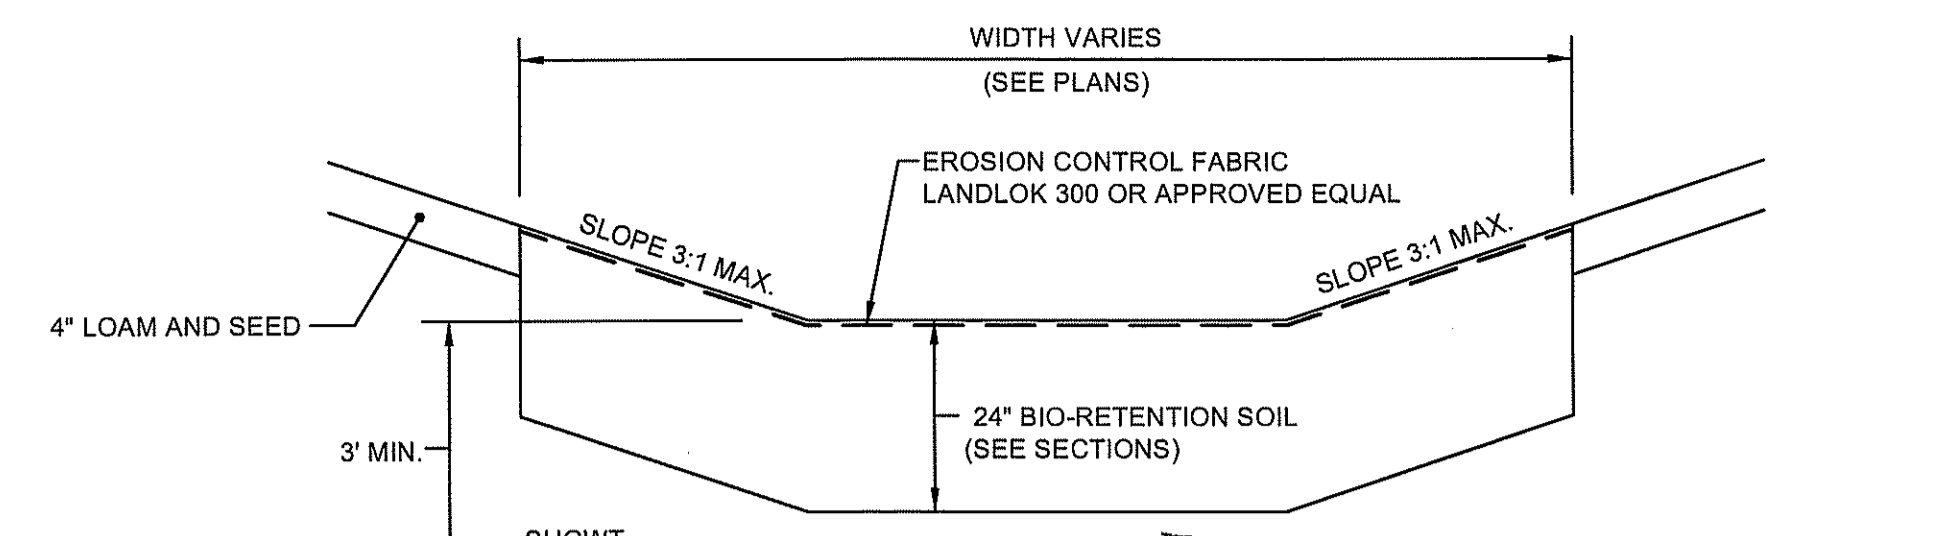 WIDTH VARIES
(SEE PLANS)
EROSION CONTROL FABRIC
LANDLOK 300 OR APPROVED EQUAL
SLOPE 3:1 MAX.
SLOPE 3:1 MAX.
4" LOAM AND SEED
24" BIO-RETENTION SOIL
(SEE SECTIONS)
3' MIN.